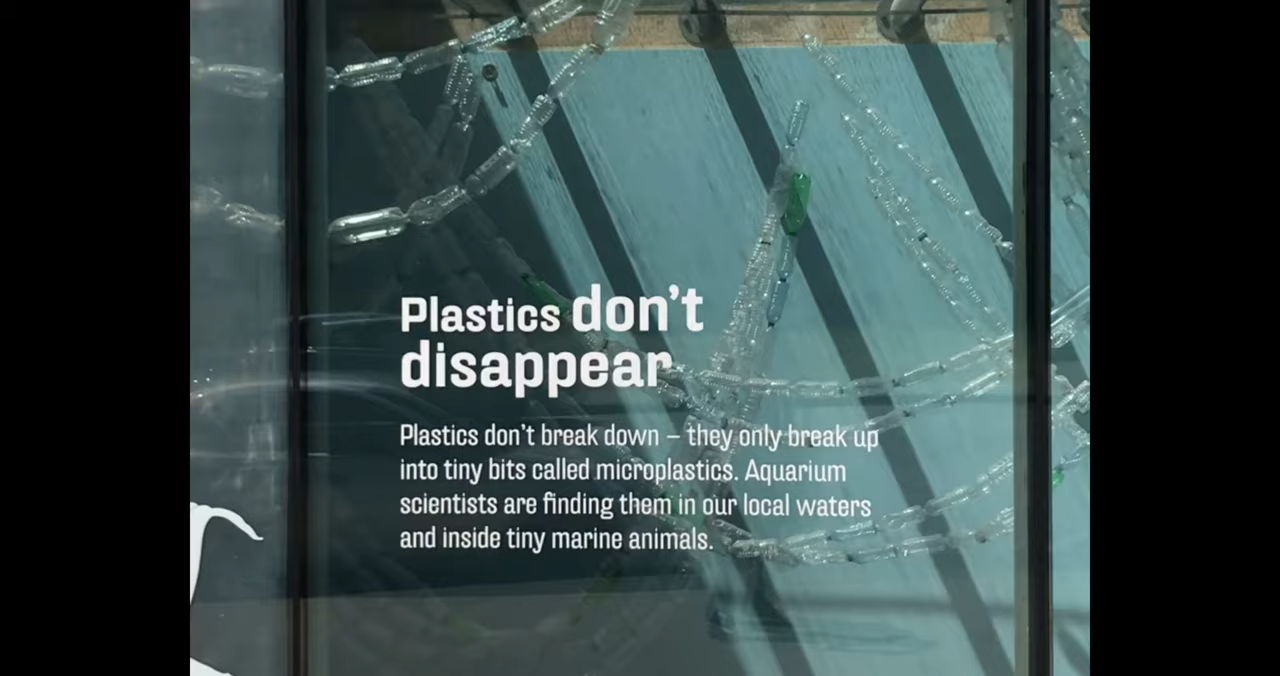 Plastics don’t
disappear
Plastics don’t break down – they only break up
into tiny bits called microplastics. Aquarium
scientists are finding them in our local waters
and inside tiny marine animals.